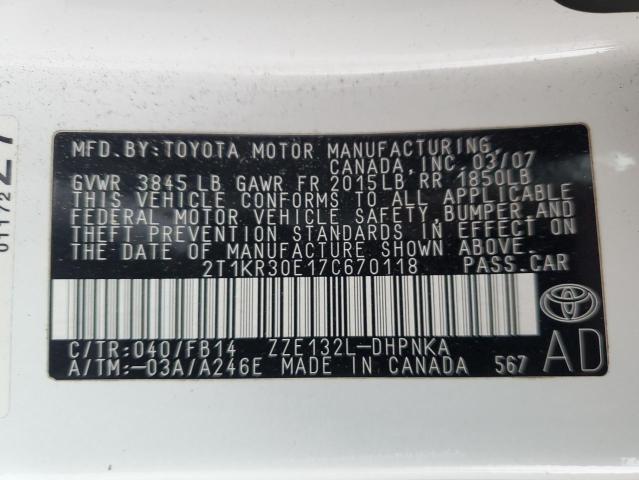 MFD.BY:TOYOTA MOTOR MANUFACTURING,
CANADA,INC. 03/07
GVWR 3845LB GAWR FR 2015LB RR 1850LB
THIS VEHICLE CONFORMS TO ALL APPLICABLE
FEDERAL MOTOR VEHICLE SAFETY,BUMPER,AND
THEFT PREVENTION STANDARDS IN EFFECT ON
THE DATE OF MANUFACTURE SHOWN ABOVE.
2T1KR30E17C670118 PASS.CAR
C/TR:040/FB14 ZZE132L-DHPNKA
A/TM:-03A/A246E MADE IN CANADA 567
AD